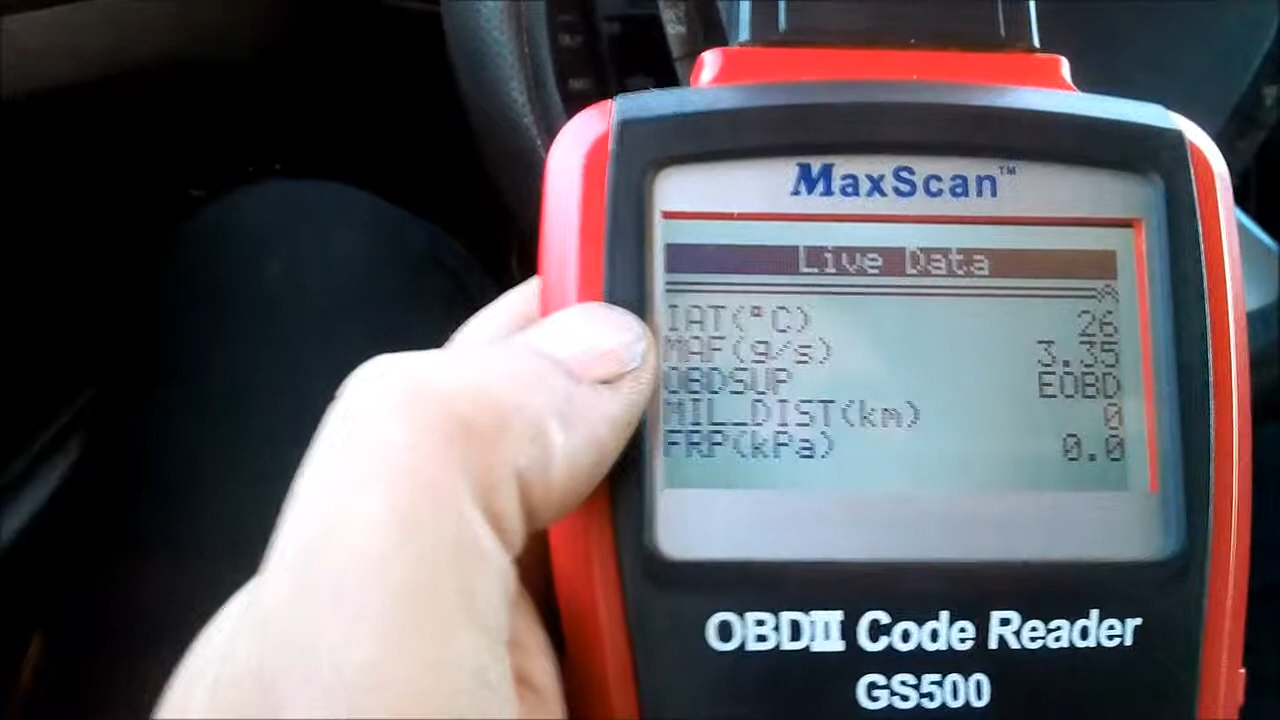 MaxScan™
Live Data
IAT(°C) 26
MAF(g/s) 3.35
OBDSUP EOBD
MIL_DIST(km) 0
FRP(kPa) 0.0
OBDII Code Reader
GS500